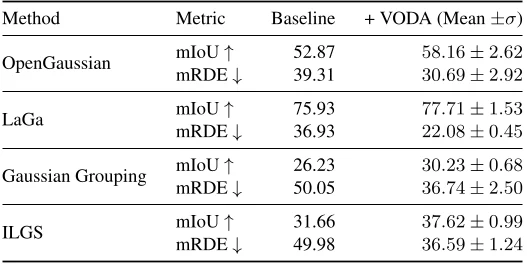 Method Metric Baseline + VODA (Mean ±σ)
OpenGaussian mIoU ↑ 52.87 58.16 ± 2.62
mRDE ↓ 39.31 30.69 ± 2.92
LaGa mIoU ↑ 75.93 77.71 ± 1.53
mRDE ↓ 36.93 22.08 ± 0.45
Gaussian Grouping mIoU ↑ 26.23 30.23 ± 0.68
mRDE ↓ 50.05 36.74 ± 2.50
ILGS mIoU ↑ 31.66 37.62 ± 0.99
mRDE ↓ 49.98 36.59 ± 1.24